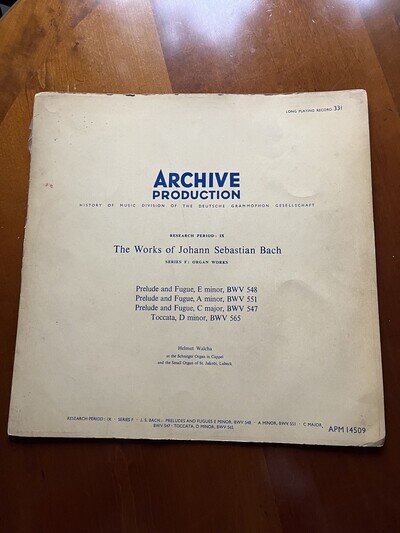 LONG PLAYING RECORD 33⅓
ARCHIVE
PRODUCTION
HISTORY OF MUSIC DIVISION OF THE DEUTSCHE GRAMMOPHON GESELLSCHAFT
RESEARCH PERIOD: IX
The Works of Johann Sebastian Bach
SERIES F: ORGAN WORKS
Prelude and Fugue, E minor, BWV 548
Prelude and Fugue, A minor, BWV 551
Prelude and Fugue, C major, BWV 547
Toccata, D minor, BWV 565
Helmut Walcha
at the Schnitger Organ in Cappel
and the Small Organ of St. Jakobi, Lubeck
RESEARCH PERIOD: IX · SERIES F · J. S. BACH: PRELUDES AND FUGUES E MINOR, BWV 548 · A MINOR, BWV 551 · C MAJOR,
BWV 547 · TOCCATA, D MINOR, BWV 565
APM 14509